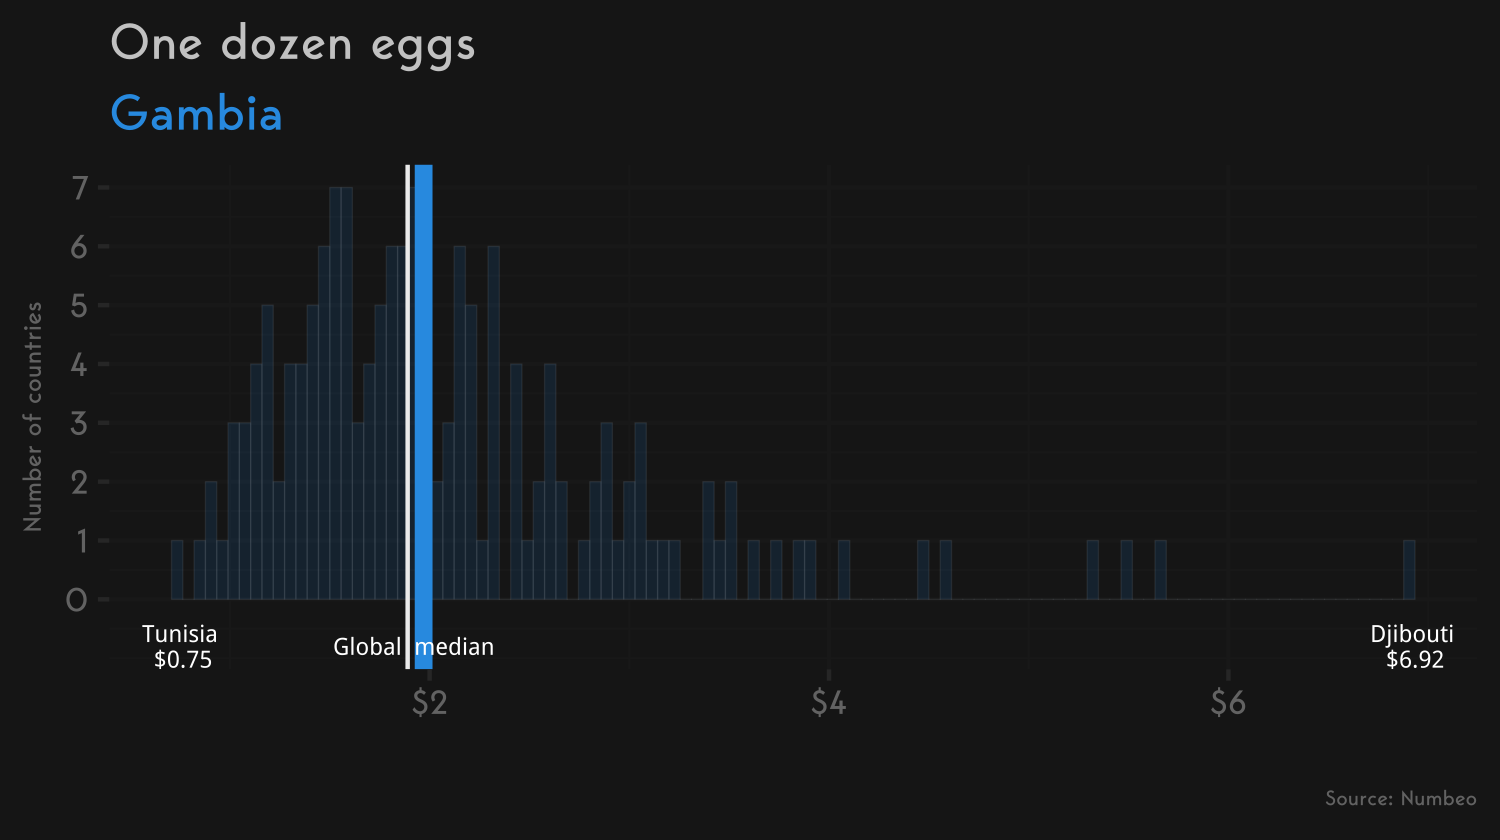 One dozen eggs
Gambia
Number of countries
7
6
5
4
3
2
1
0
Tunisia
$0.75
Global median
Djibouti
$6.92
$2
$4
$6
Source: Numbeo